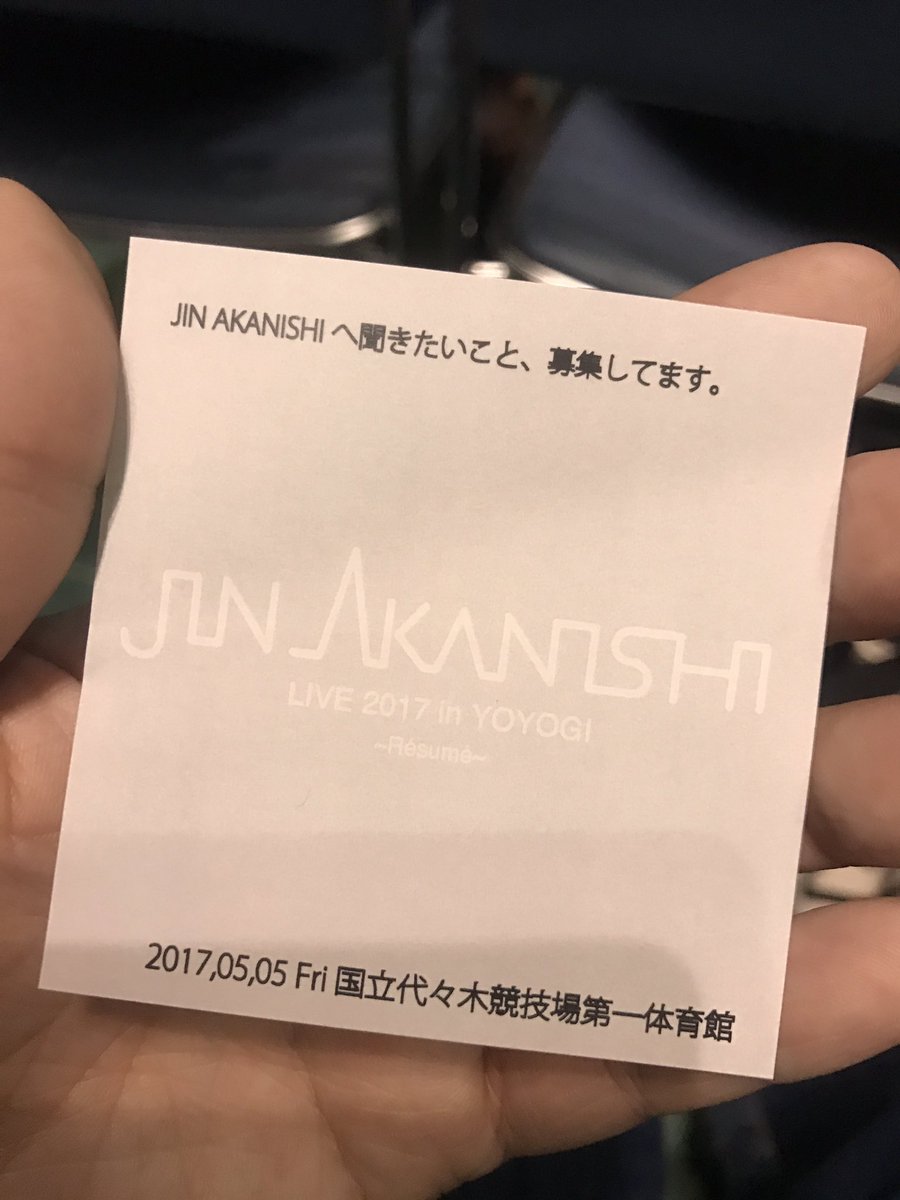 JIN AKANISHI へ聞きたいこと、募集してます。
JIN AKANISHI
LIVE 2017 in YOYOGI
~Résumé~
2017,05,05 Fri 国立代々木競技場第一体育館